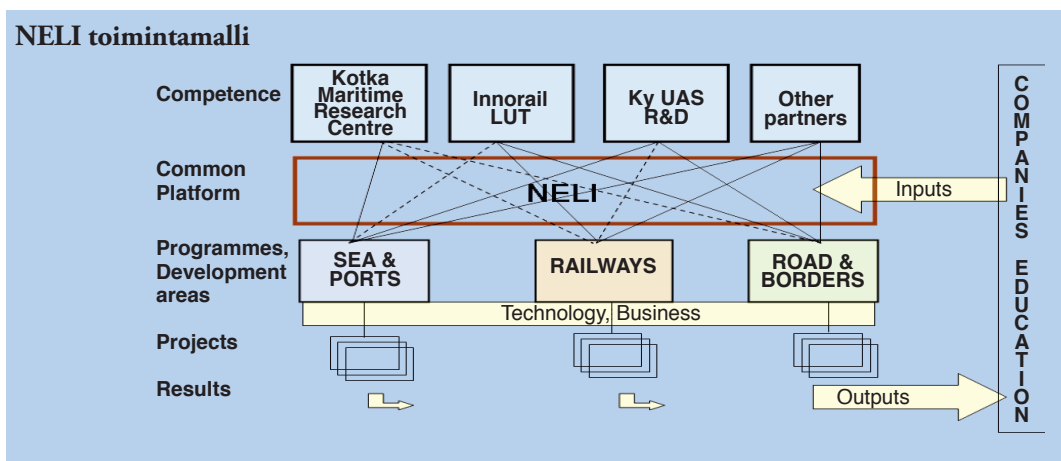 NELI toimintamalli
Competence
Kotka
Maritime
Research
Centre
Innorail
LUT
Ky UAS
R&D
Other
partners
Common
Platform
NELI
Inputs
Programmes,
Development
areas
SEA &
PORTS
RAILWAYS
ROAD &
BORDERS
Technology, Business
Projects
Results
Outputs
COMPANIES EDUCATION